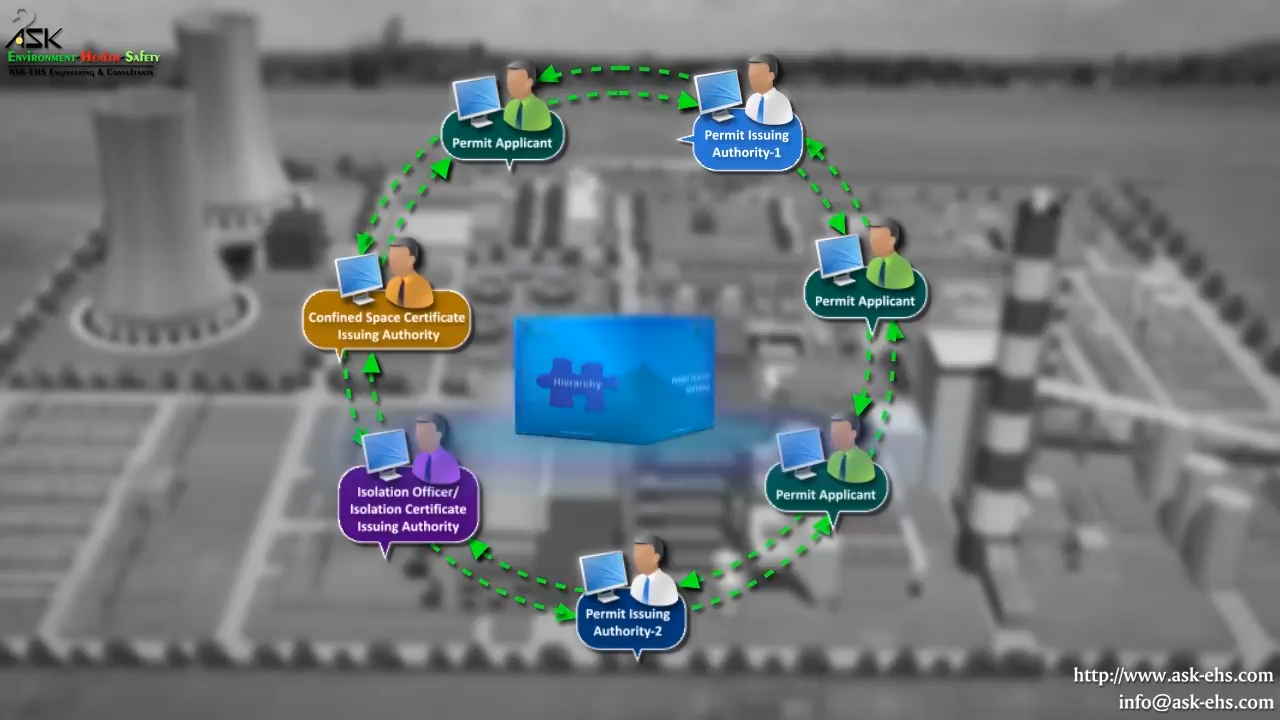 ASK
Environment-Health-Safety
ASK-EHS Engineering & Consultants
Permit Applicant
Permit Issuing
Authority-1
Permit Applicant
Confined Space Certificate
Issuing Authority
Hierarchy
Isolation Officer/
Isolation Certificate
Issuing Authority
Permit Applicant
Permit Issuing
Authority-2
http://www.ask-ehs.com
info@ask-ehs.com